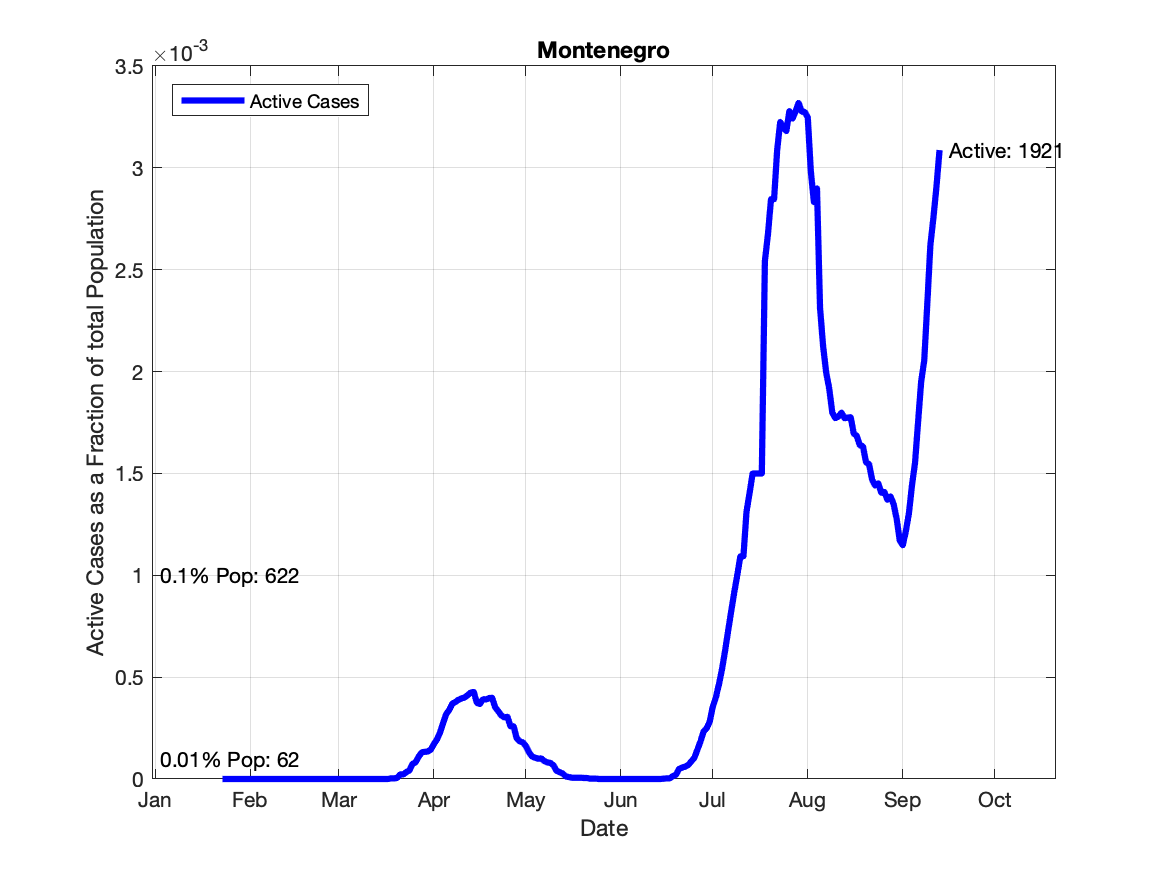 Montenegro
×10-3
3.5
3
2.5
2
1.5
1
0.5
0
Active Cases
Active: 1921
0.1% Pop: 622
0.01% Pop: 62
Active Cases as a Fraction of total Population
Jan Feb Mar Apr May Jun Jul Aug Sep Oct
Date